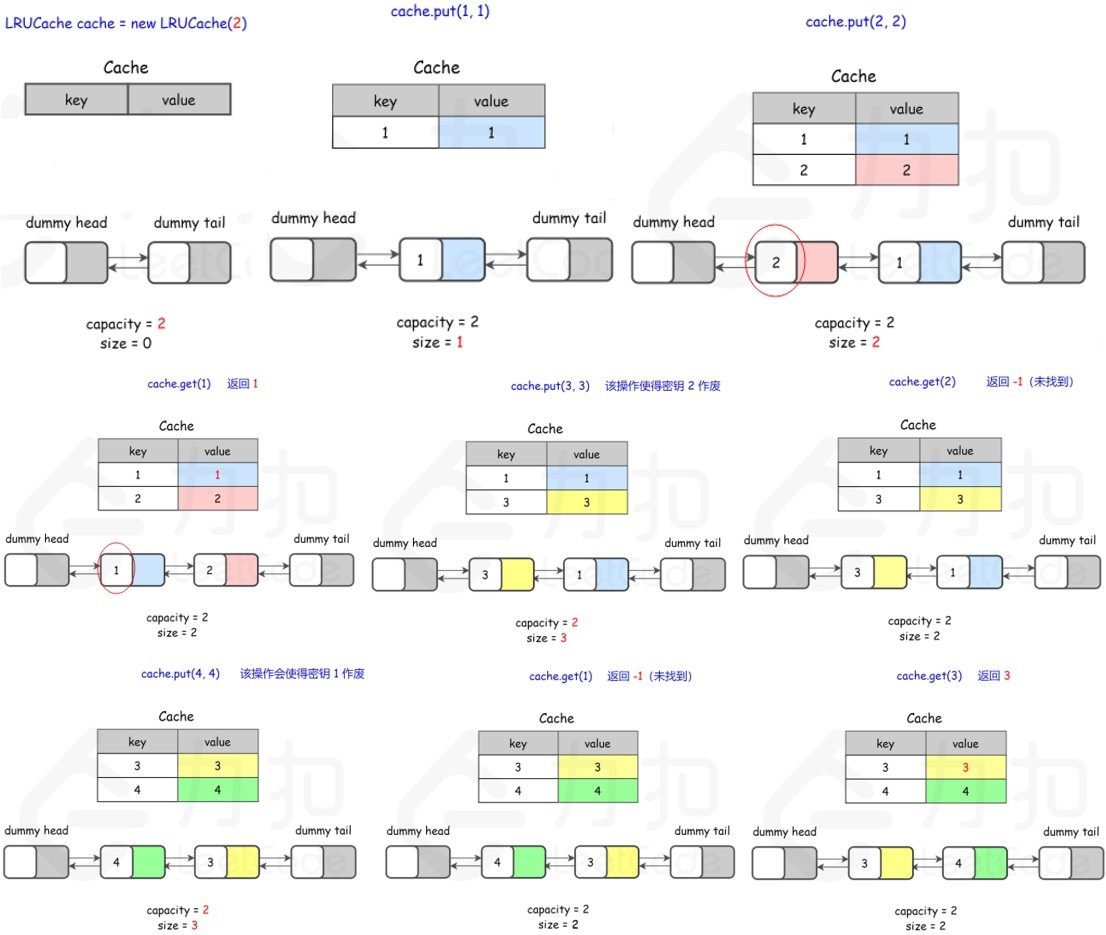 LRUCache cache = new LRUCache(2)
Cache
key value
dummy head dummy tail
capacity = 2
size = 0
cache.put(1, 1)
Cache
key value
1 1
dummy head dummy tail
1
capacity = 2
size = 1
cache.put(2, 2)
Cache
key value
1 1
2 2
dummy head dummy tail
2 1
capacity = 2
size = 2
cache.get(1) 返回 1
Cache
key value
1 1
2 2
dummy head dummy tail
1 2
capacity = 2
size = 2
cache.put(3, 3) 该操作使得密钥 2 作废
Cache
key value
1 1
3 3
dummy head dummy tail
3 1
capacity = 2
size = 3
cache.get(2) 返回 -1 (未找到)
Cache
key value
1 1
3 3
dummy head dummy tail
3 1
capacity = 2
size = 2
cache.put(4, 4) 该操作会使得密钥 1 作废
Cache
key value
3 3
4 4
dummy head dummy tail
4 3
capacity = 2
size = 3
cache.get(1) 返回 -1 (未找到)
Cache
key value
3 3
4 4
dummy head dummy tail
4 3
capacity = 2
size = 2
cache.get(3) 返回 3
Cache
key value
3 3
4 4
dummy head dummy tail
3 4
capacity = 2
size = 2
力扣
LeetCode